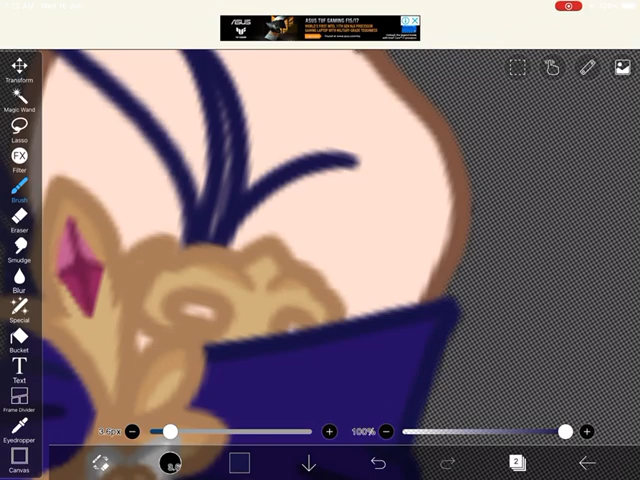 ASUS
ASUS TUF GAMING F15/17
Transform
Magic Wand
Lasso
FX
Filter
Brush
Eraser
Smudge
Blur
Special
Bucket
T
Text
Frame Divider
Eyedropper
Canvas
100%
2